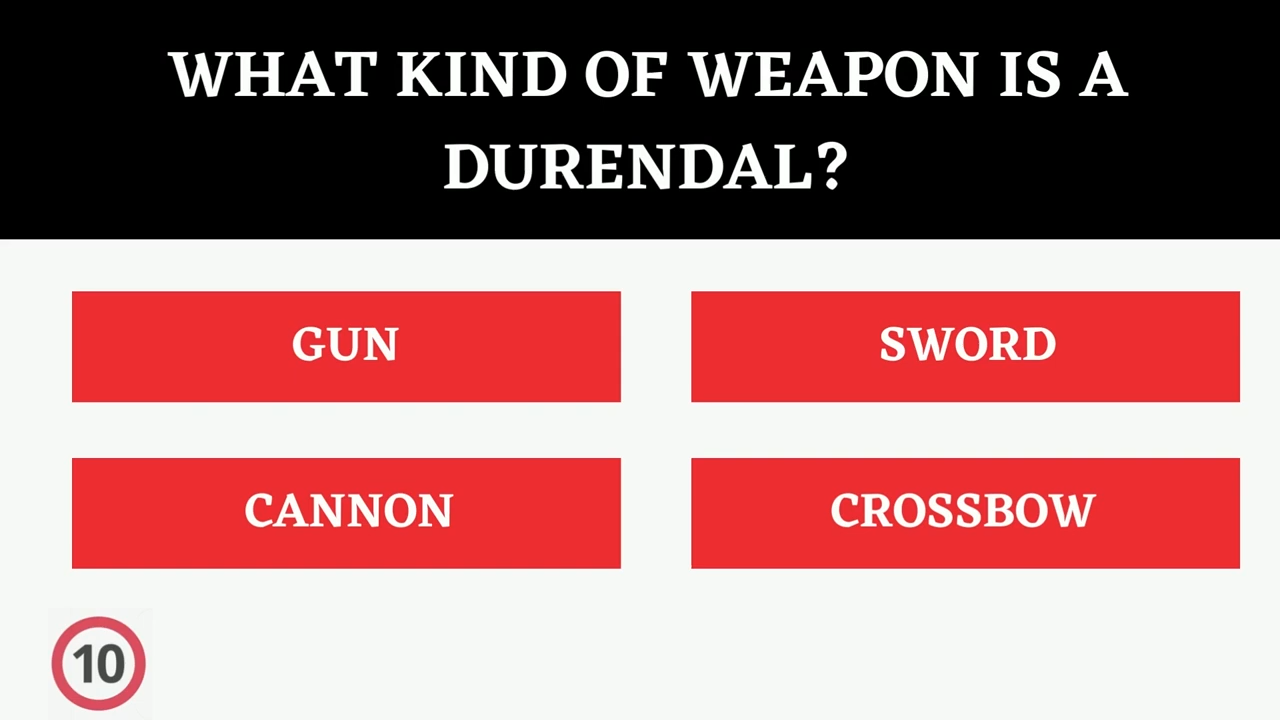 WHAT KIND OF WEAPON IS A
DURENDAL?
GUN
SWORD
CANNON
CROSSBOW
10